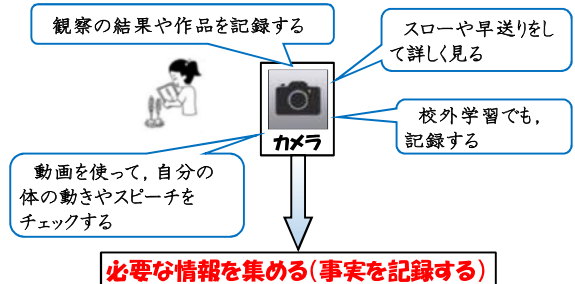 観察の結果や作品を記録する
スローや早送りをし
て詳しく見る
カメラ
校外学習でも,
記録する
動画を使って,自分の
体の動きやスピーチを
チェックする
必要な情報を集める(事実を記録する)